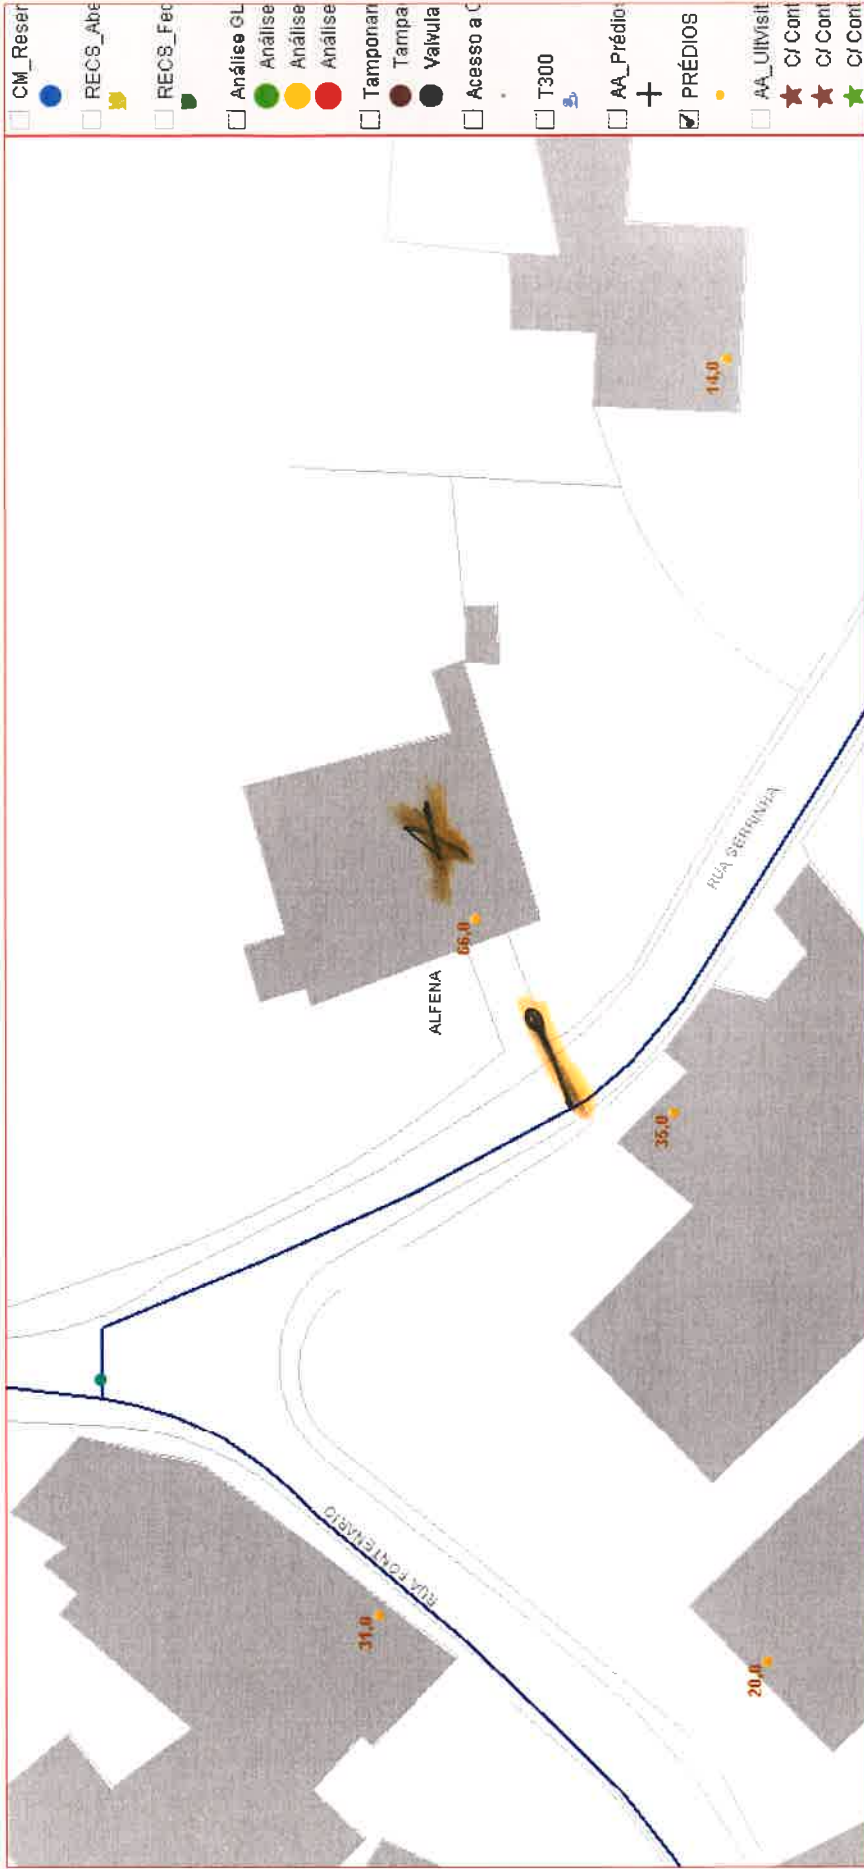 CM_Reser
RECS_Abe
RECS_Fec
Análise GL
Análise
Análise
Análise
Tamponan
Tampa
Valvula
Acesso a C
T300
AA_Prédio
PRÉDIOS
AA_UltVisit
C/ Cont
C/ Cont
C/ Cont
14,0
66,0
ALFENA
RUA SERRINHA
35,0
RUA FONTENARIO
31,0
20,0